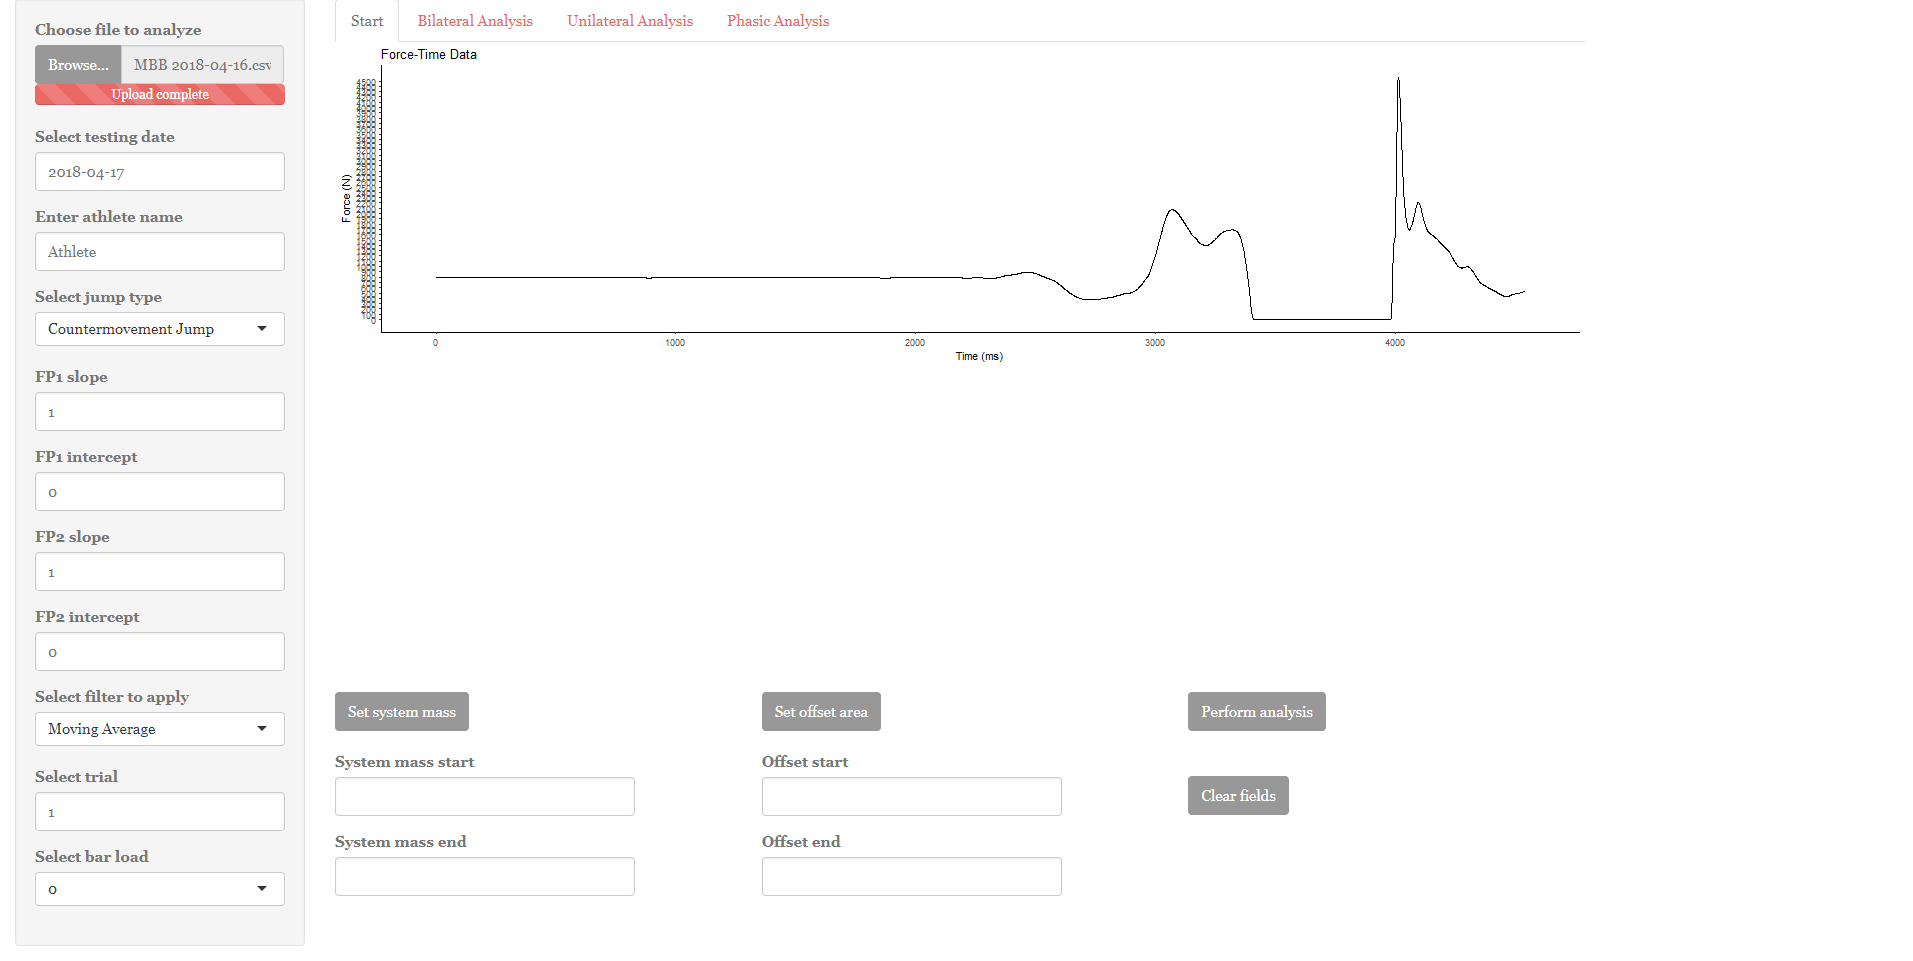 Choose file to analyze
Browse... MBB 2018-04-16.csv
Upload complete
Select testing date
2018-04-17
Enter athlete name
Athlete
Select jump type
Countermovement Jump
FP1 slope
1
FP1 intercept
0
FP2 slope
1
FP2 intercept
0
Select filter to apply
Moving Average
Select trial
1
Select bar load
0
Start Bilateral Analysis Unilateral Analysis Phasic Analysis
Force-Time Data
Force (N)
4500
100
0
0 1000 2000 3000 4000
Time (ms)
Set system mass Set offset area Perform analysis
System mass start Offset start
Clear fields
System mass end Offset end